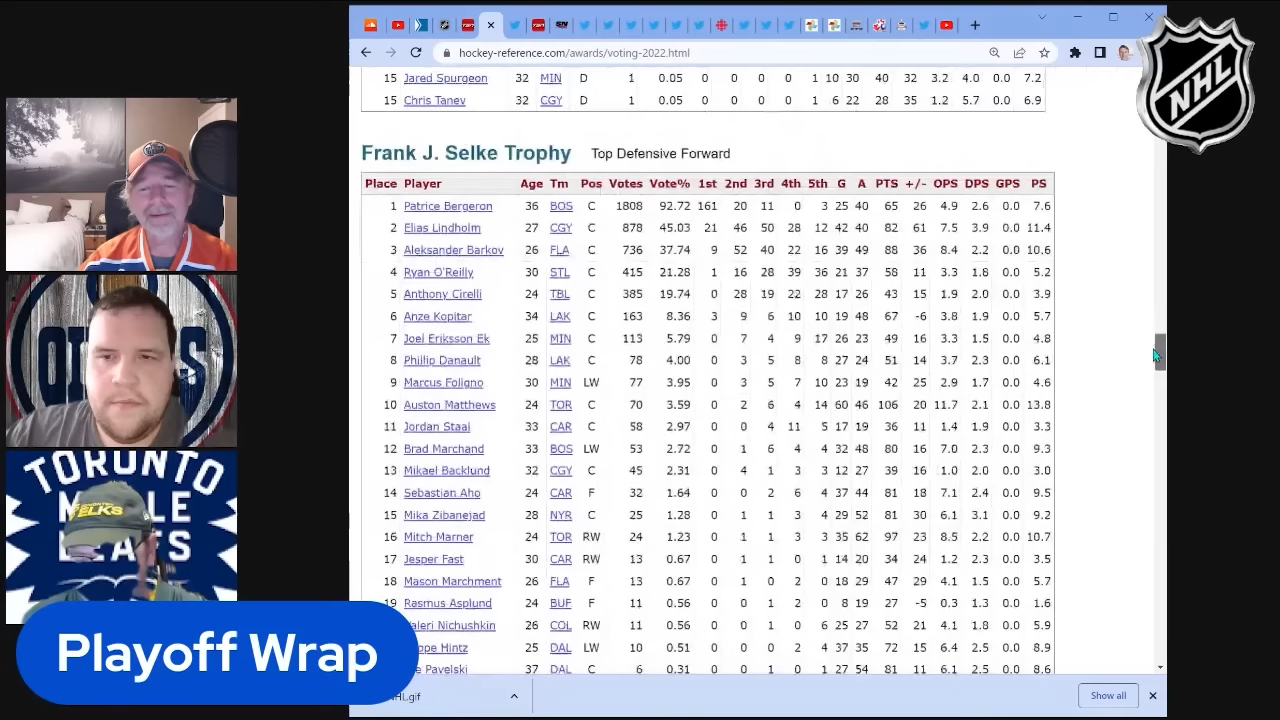 hockey-reference.com/awards/voting-2022.html
15 Jared Spurgeon 32 MIN D 1 0.05 0 0 0 0 1 10 30 40 32 3.2 4.0 0.0 7.2
15 Chris Tanev 32 CGY D 1 0.05 0 0 0 0 1 6 22 28 35 1.2 5.7 0.0 6.9
NHL
Frank J. Selke Trophy Top Defensive Forward
Place Player Age Tm Pos Votes Vote% 1st 2nd 3rd 4th 5th G A PTS +/- OPS DPS GPS PS
1 Patrice Bergeron 36 BOS C 1808 92.72 161 20 11 0 3 25 40 65 26 4.9 2.6 0.0 7.6
2 Elias Lindholm 27 CGY C 878 45.03 21 46 50 28 12 42 40 82 61 7.5 3.9 0.0 11.4
3 Aleksander Barkov 26 FLA C 736 37.74 9 52 40 22 16 39 49 88 36 8.4 2.2 0.0 10.6
4 Ryan O'Reilly 30 STL C 415 21.28 1 16 28 39 36 21 37 58 11 3.3 1.8 0.0 5.2
5 Anthony Cirelli 24 TBL C 385 19.74 0 28 19 22 28 17 26 43 15 1.9 2.0 0.0 3.9
6 Anze Kopitar 34 LAK C 163 8.36 3 9 6 10 10 19 48 67 -6 3.8 1.9 0.0 5.7
7 Joel Eriksson Ek 25 MIN C 113 5.79 0 7 4 9 17 26 23 49 16 3.3 1.5 0.0 4.8
8 Phillip Danault 28 LAK C 78 4.00 0 3 5 8 8 27 24 51 14 3.7 2.3 0.0 6.1
9 Marcus Foligno 30 MIN LW 77 3.95 0 3 5 7 10 23 19 42 25 2.9 1.7 0.0 4.6
10 Auston Matthews 24 TOR C 70 3.59 0 2 6 4 14 60 46 106 20 11.7 2.1 0.0 13.8
11 Jordan Staal 33 CAR C 58 2.97 0 0 4 11 5 17 19 36 11 1.4 1.9 0.0 3.3
12 Brad Marchand 33 BOS LW 53 2.72 0 1 6 4 4 32 48 80 16 7.0 2.3 0.0 9.3
13 Mikael Backlund 32 CGY C 45 2.31 0 4 1 3 3 12 27 39 16 1.0 2.0 0.0 3.0
14 Sebastian Aho 24 CAR F 32 1.64 0 0 2 6 4 37 44 81 18 7.1 2.4 0.0 9.5
15 Mika Zibanejad 28 NYR C 25 1.28 0 1 1 3 4 29 52 81 30 6.1 3.1 0.0 9.2
16 Mitch Marner 24 TOR RW 24 1.23 0 1 1 3 3 35 62 97 23 8.5 2.2 0.0 10.7
17 Jesper Fast 30 CAR RW 13 0.67 0 1 1 0 1 14 20 34 24 1.2 2.3 0.0 3.5
18 Mason Marchment 26 FLA F 13 0.67 0 1 0 2 0 18 29 47 29 4.1 1.5 0.0 5.7
19 Rasmus Asplund 24 BUF F 11 0.56 0 0 1 2 0 8 19 27 -5 0.3 1.3 0.0 1.6
Valeri Nichushkin 26 COL RW 11 0.56 0 0 1 0 6 25 27 52 21 4.1 1.8 0.0 5.9
Hintz 25 DAL LW 10 0.51 0 0 0 2 4 37 35 72 15 6.4 2.5 0.0 8.9
Pavelski 37 DAL C 6 0.31 0 0 1 0 1 27 54 81 11 6.1 2.5 0.0 8.6
OILERS
TORONTO
MAPLE
LEAFS
ELKS
Playoff Wrap
NHL.gif
Show all